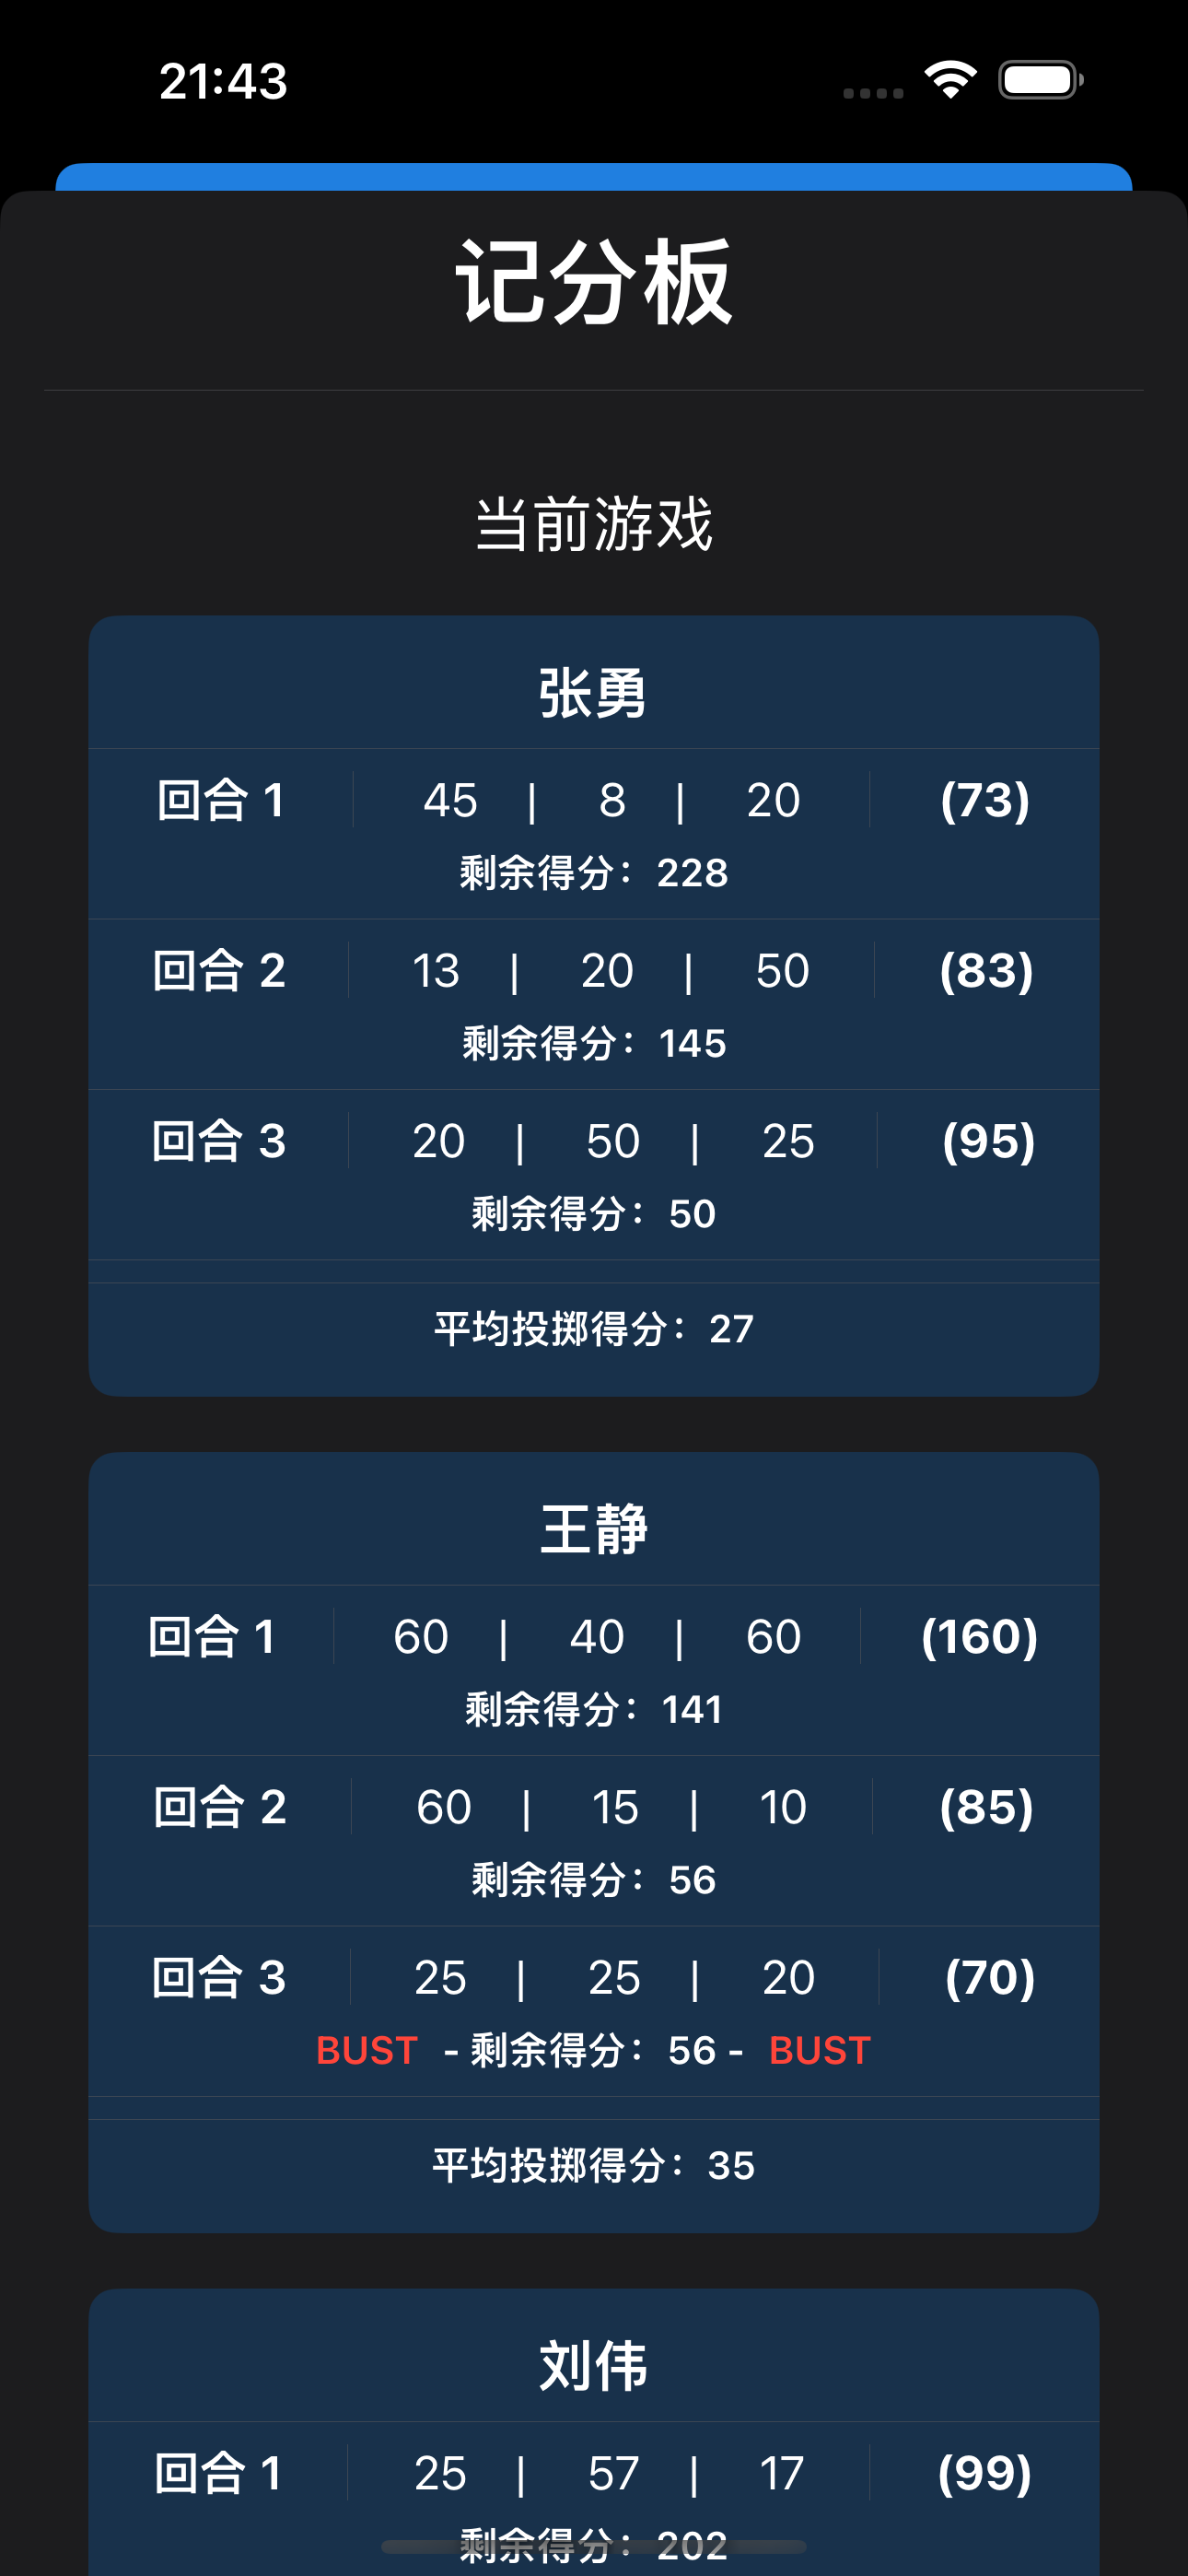 21:43
记分板
当前游戏
张勇
回合 1 45 | 8 | 20 (73)
剩余得分：228
回合 2 13 | 20 | 50 (83)
剩余得分：145
回合 3 20 | 50 | 25 (95)
剩余得分：50
平均投掷得分：27
王静
回合 1 60 | 40 | 60 (160)
剩余得分：141
回合 2 60 | 15 | 10 (85)
剩余得分：56
回合 3 25 | 25 | 20 (70)
BUST - 剩余得分：56 - BUST
平均投掷得分：35
刘伟
回合 1 25 | 57 | 17 (99)
剩余得分：202